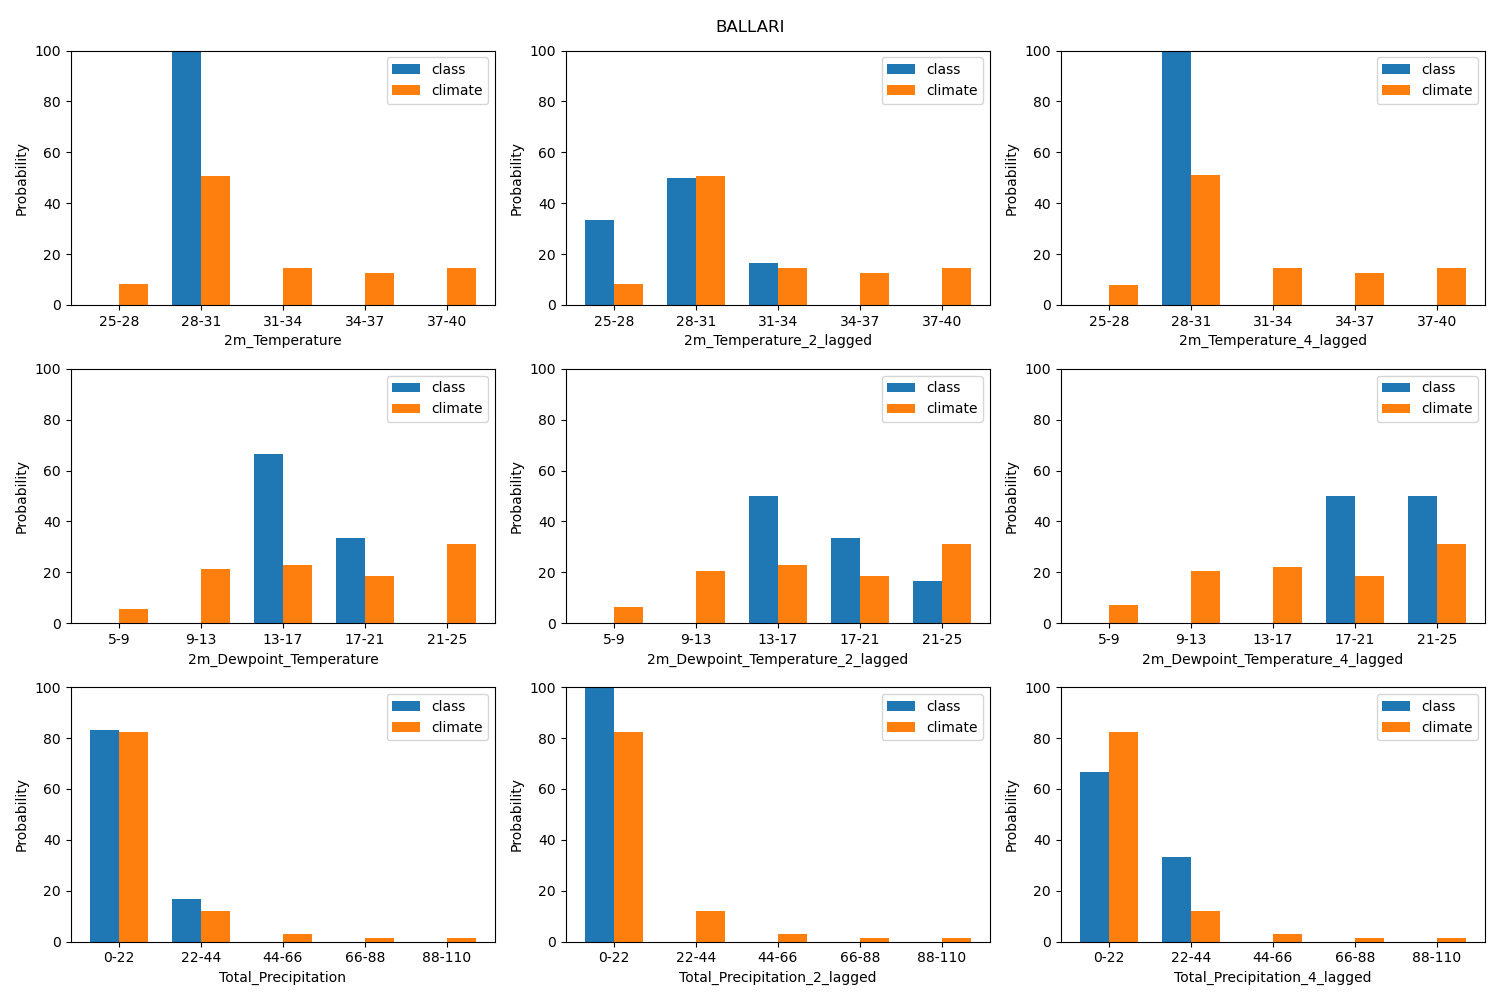 BALLARI
100
80
60
40
20
0
Probability
class
climate
25-28 28-31 31-34 34-37 37-40
2m_Temperature
100
80
60
40
20
0
Probability
class
climate
25-28 28-31 31-34 34-37 37-40
2m_Temperature_2_lagged
100
80
60
40
20
0
Probability
class
climate
25-28 28-31 31-34 34-37 37-40
2m_Temperature_4_lagged
100
80
60
40
20
0
Probability
class
climate
5-9 9-13 13-17 17-21 21-25
2m_Dewpoint_Temperature
100
80
60
40
20
0
Probability
class
climate
5-9 9-13 13-17 17-21 21-25
2m_Dewpoint_Temperature_2_lagged
100
80
60
40
20
0
Probability
class
climate
5-9 9-13 13-17 17-21 21-25
2m_Dewpoint_Temperature_4_lagged
100
80
60
40
20
0
Probability
class
climate
0-22 22-44 44-66 66-88 88-110
Total_Precipitation
100
80
60
40
20
0
Probability
class
climate
0-22 22-44 44-66 66-88 88-110
Total_Precipitation_2_lagged
100
80
60
40
20
0
Probability
class
climate
0-22 22-44 44-66 66-88 88-110
Total_Precipitation_4_lagged